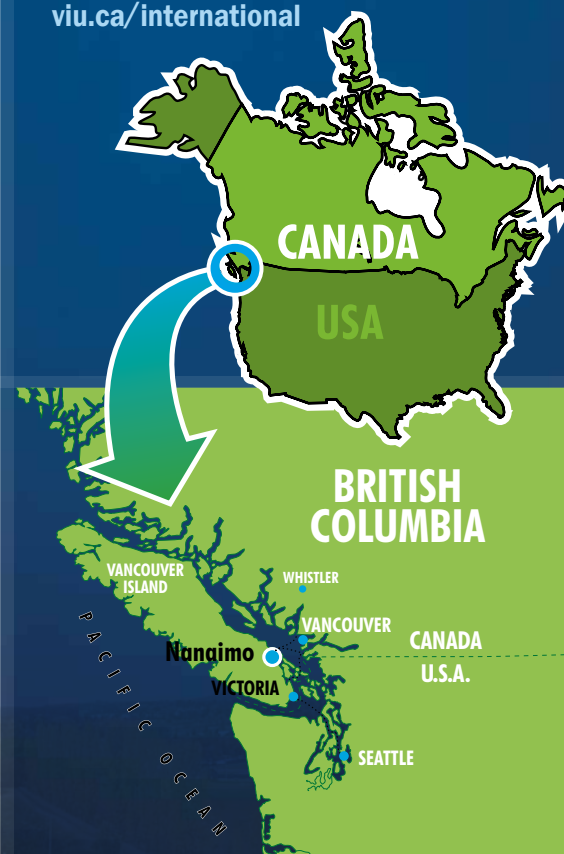 viu.ca/international
CANADA
USA
BRITISH
COLUMBIA
VANCOUVER
ISLAND
WHISTLER
VANCOUVER
Nanaimo
CANADA
U.S.A.
VICTORIA
PACIFIC OCEAN
SEATTLE